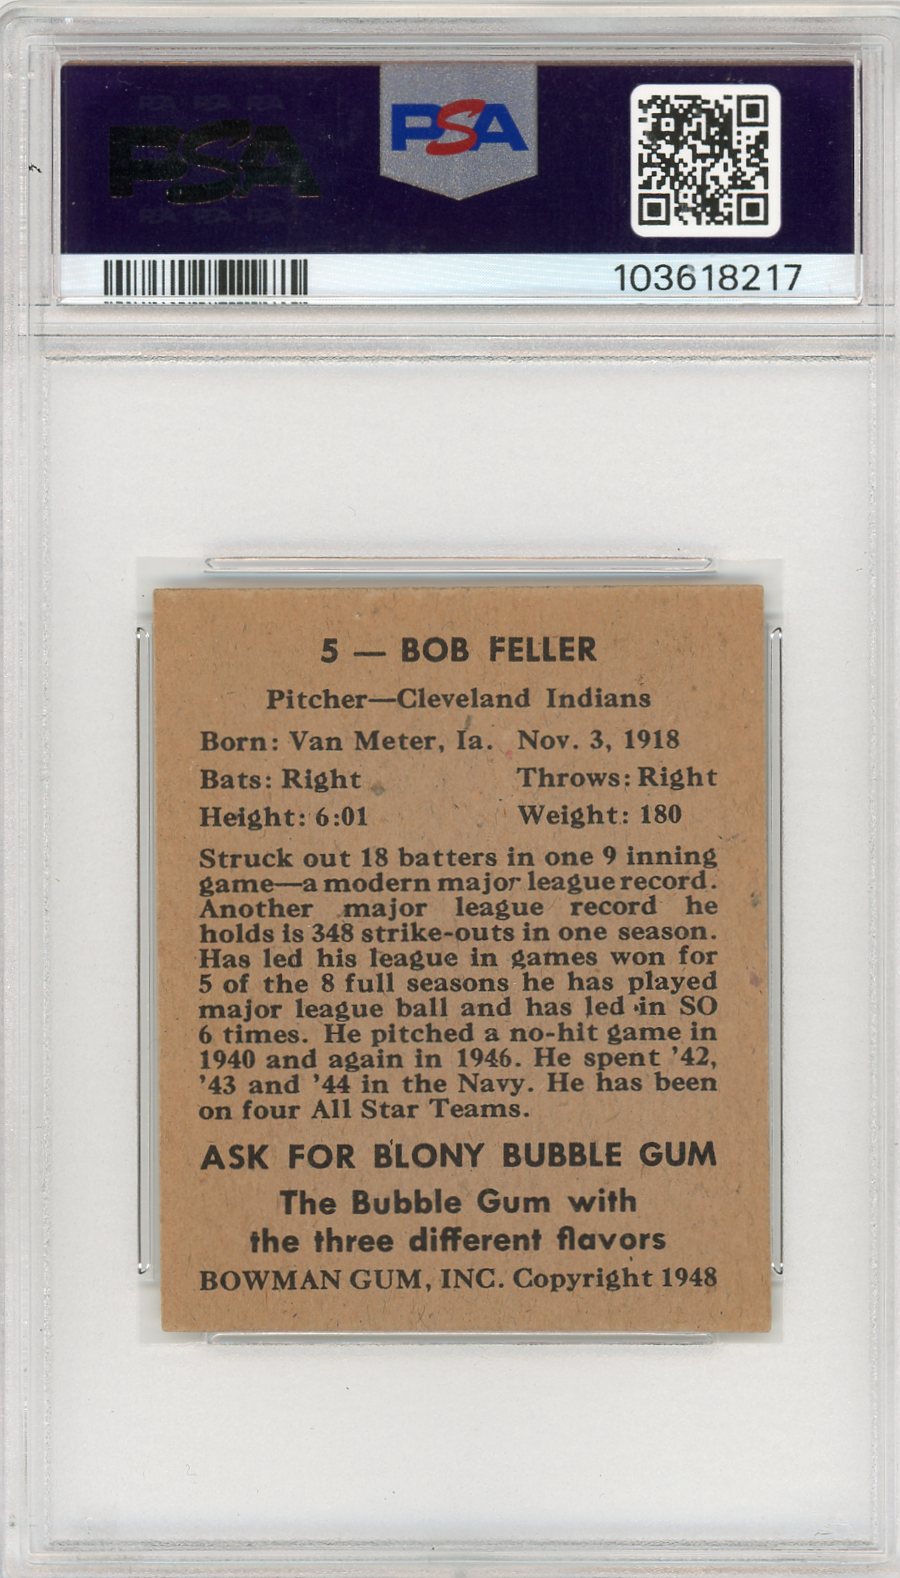 PSA PSA PSA
PSA
PSA PSA PSA
PSA
103618217
5 — BOB FELLER
Pitcher—Cleveland Indians
Born: Van Meter, Ia. Nov. 3, 1918
Bats: Right Throws: Right
Height: 6:01 Weight: 180
Struck out 18 batters in one 9 inning
game—a modern major league record.
Another major league record he
holds is 348 strike-outs in one season.
Has led his league in games won for
5 of the 8 full seasons he has played
major league ball and has led in SO
6 times. He pitched a no-hit game in
1940 and again in 1946. He spent '42,
'43 and '44 in the Navy. He has been
on four All Star Teams.
ASK FOR BLONY BUBBLE GUM
The Bubble Gum with
the three different flavors
BOWMAN GUM, INC. Copyright 1948